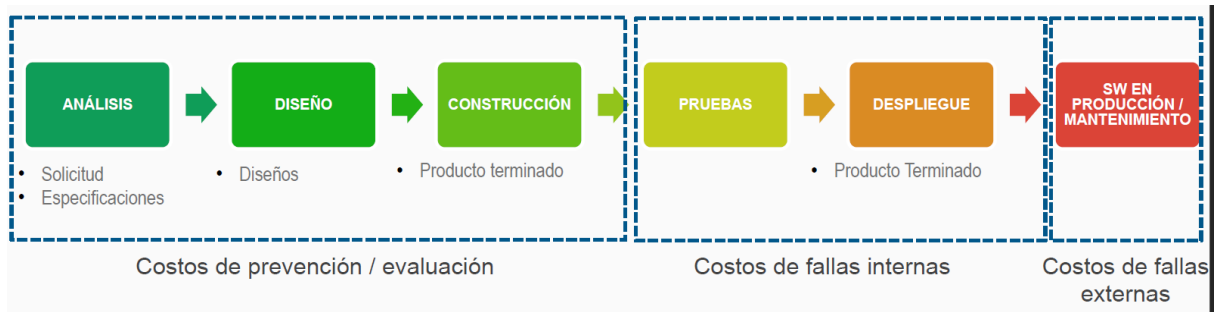 ANÁLISIS
DISEÑO
CONSTRUCCIÓN
PRUEBAS
DESPLIEGUE
SW EN
PRODUCCIÓN /
MANTENIMIENTO
• Solicitud
• Especificaciones
• Diseños
• Producto terminado
• Producto Terminado
Costos de prevención / evaluación
Costos de fallas internas
Costos de fallas
externas